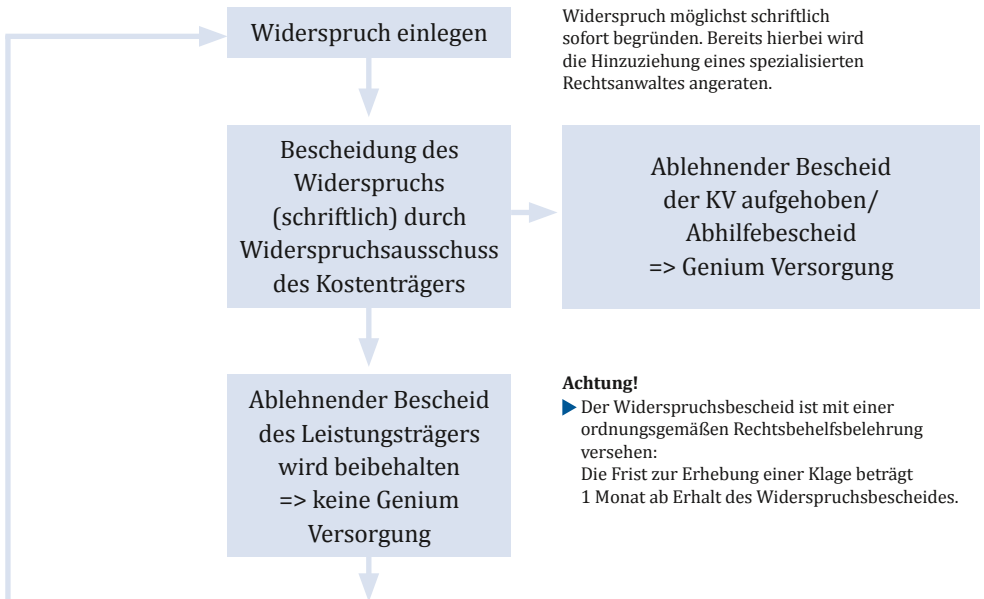 Widerspruch einlegen
Widerspruch möglichst schriftlich
sofort begründen. Bereits hierbei wird
die Hinzuziehung eines spezialisierten
Rechtsanwaltes angeraten.
Bescheidung des
Widerspruchs
(schriftlich) durch
Widerspruchsausschuss
des Kostenträgers
Ablehnender Bescheid
der KV aufgehoben/
Abhilfebescheid
=> Genium Versorgung
Ablehnender Bescheid
des Leistungsträgers
wird beibehalten
=> keine Genium
Versorgung
Achtung!
Der Widerspruchsbescheid ist mit einer
ordnungsgemäßen Rechtsbehelfsbelehrung
versehen:
Die Frist zur Erhebung einer Klage beträgt
1 Monat ab Erhalt des Widerspruchsbescheides.